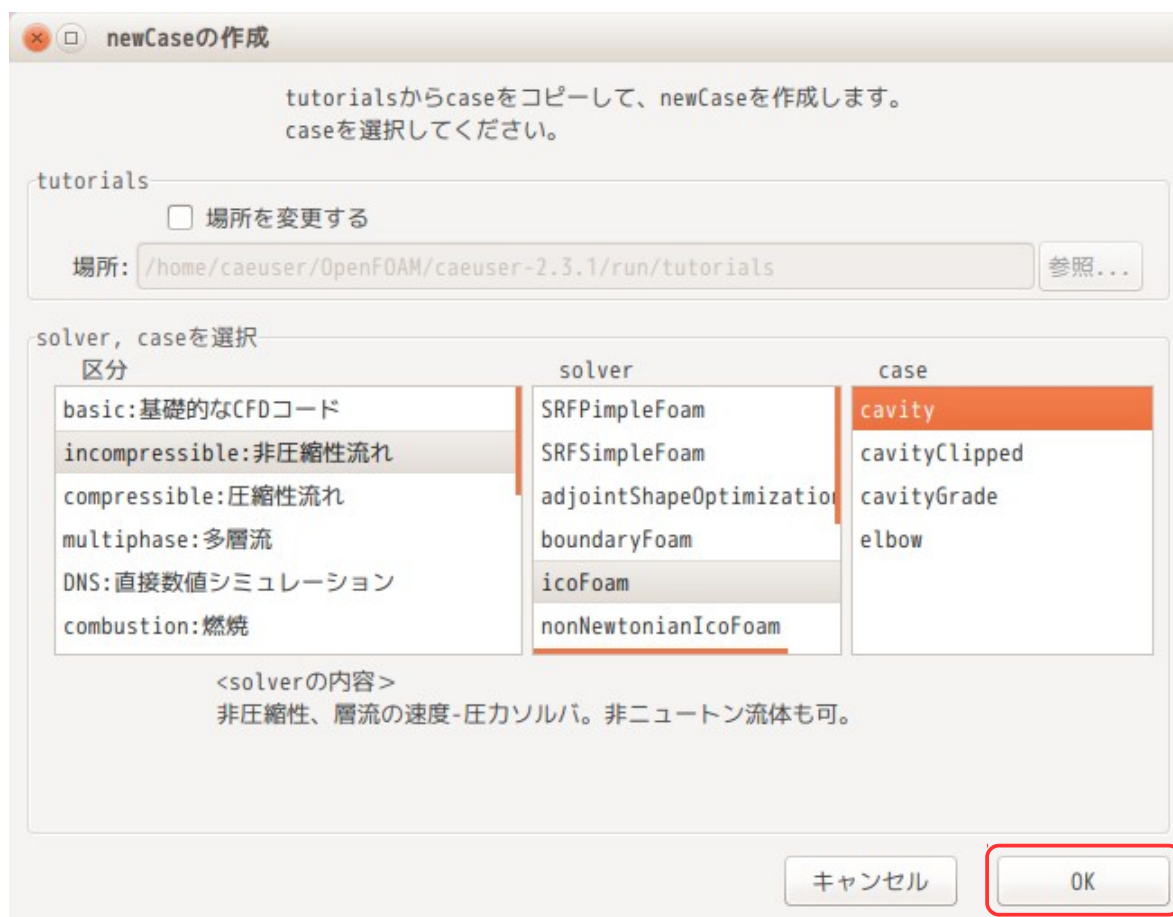 newCaseの作成
tutorialsからcaseをコピーして、newCaseを作成します。
caseを選択してください。
tutorials
場所を変更する
場所: /home/caeuser/OpenFOAM/caeuser-2.3.1/run/tutorials 参照...
solver, caseを選択
区分
basic:基礎的なCFDコード
incompressible:非圧縮性流れ
compressible:圧縮性流れ
multiphase:多層流
DNS:直接数値シミュレーション
combustion:燃焼
solver
SRFPimpleFoam
SRFSimpleFoam
adjointShapeOptimization
boundaryFoam
icoFoam
nonNewtonianIcoFoam
case
cavity
cavityClipped
cavityGrade
elbow
<solverの内容>
非圧縮性、層流の速度-圧力ソルバ。非ニュートン流体も可。
キャンセル OK